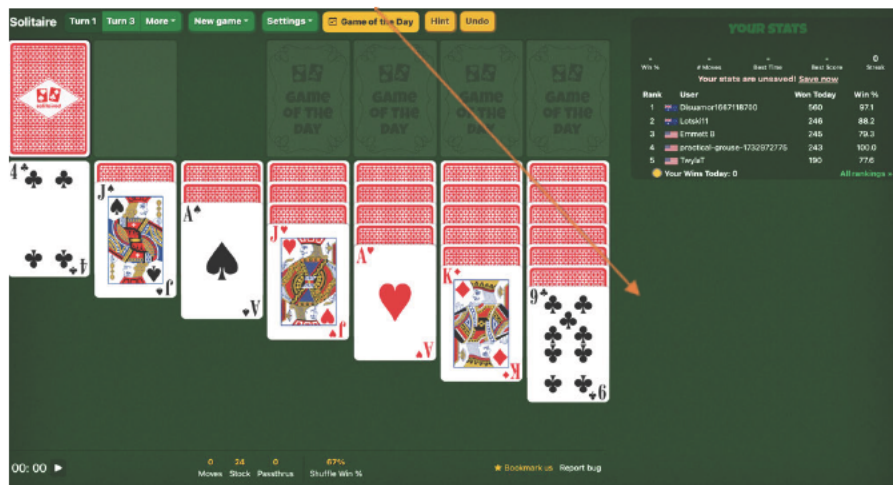 Solitaire Turn 1 Turn 3 More New game Settings Game of the Day Hint Undo
YOUR STATS
- - - - 0
Win % # Moves Best Time Best Score Streak
Your stats are unsaved! Save now
Rank User Won Today Win %
1 Disuamor1687118700 560 97.1
2 Lotski11 246 88.2
3 Emmett B 245 79.3
4 practical-grouse-1732972775 243 100.0
5 TwylaT 190 77.6
Your Wins Today: 0 All rankings »
GAME OF THE DAY
GAME OF THE DAY
GAME OF THE DAY
GAME OF THE DAY
4
4
J
J
A
A
J
J
A
A
K
K
9
9
00: 00
0 24 0 67%
Moves Stock Passthrus Shuffle Win %
Bookmark us Report bug